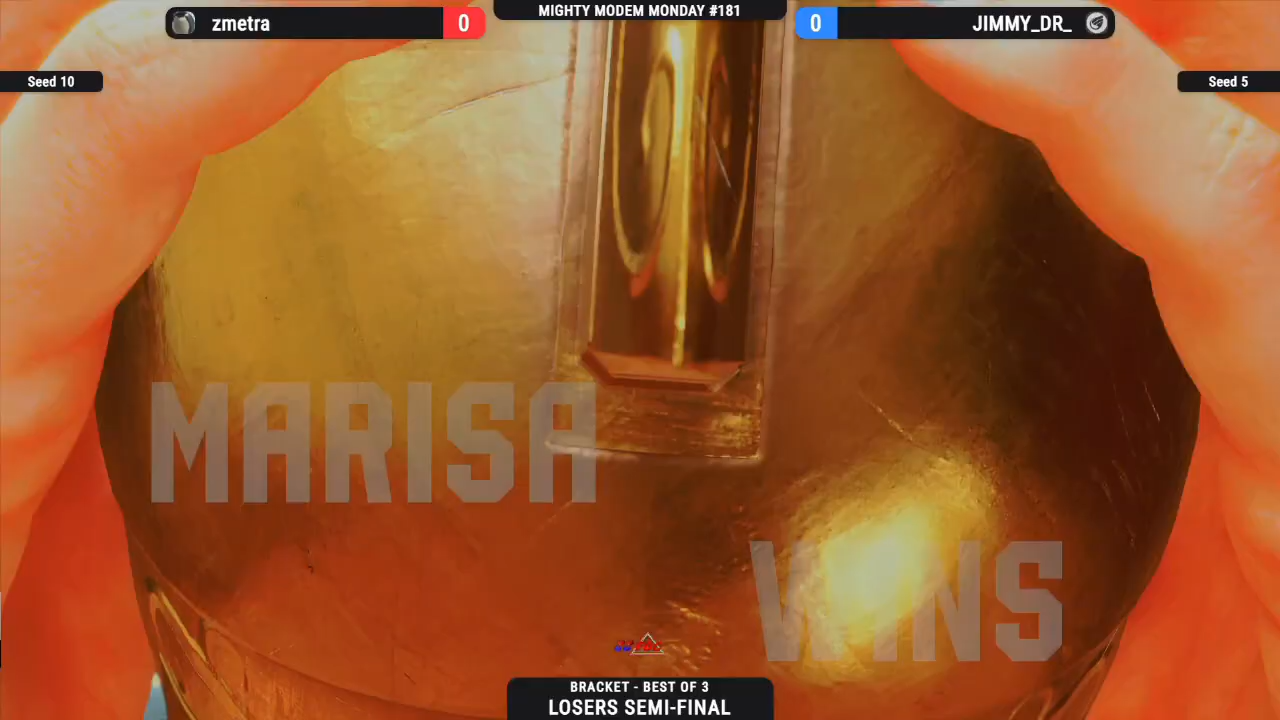 zmetra
0
MIGHTY MODEM MONDAY #181
0
JIMMY_DR_
Seed 10
Seed 5
MARISA
WINS
BRACKET - BEST OF 3
LOSERS SEMI-FINAL